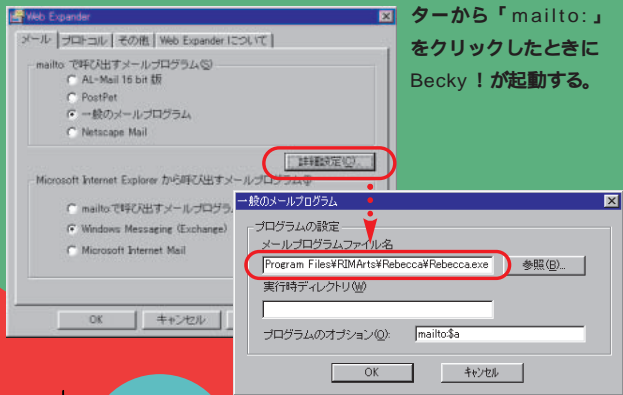 Web Expander
メール プロトコル その他 Web Expander について
mailto で呼び出すメールプログラム(S)
AL-Mail 16 bit 版
PostPet
一般のメールプログラム
Netscape Mail
詳細設定(C)...
Microsoft Internet Explorer から呼び出すメールプログラム
mailtoで呼び出すメールプログラ
Windows Messaging (Exchange)
Microsoft Internet Mail
OK キャンセル
ターから「mailto:」
をクリックしたときに
Becky！が起動する。
一般のメールプログラム
プログラムの設定
メールプログラムファイル名
Program Files¥RIMArts¥Rebecca¥Rebecca.exe 参照(B)...
実行時ディレクトリ(W)
プログラムのオプション(O): mailto:$a
OK キャンセル